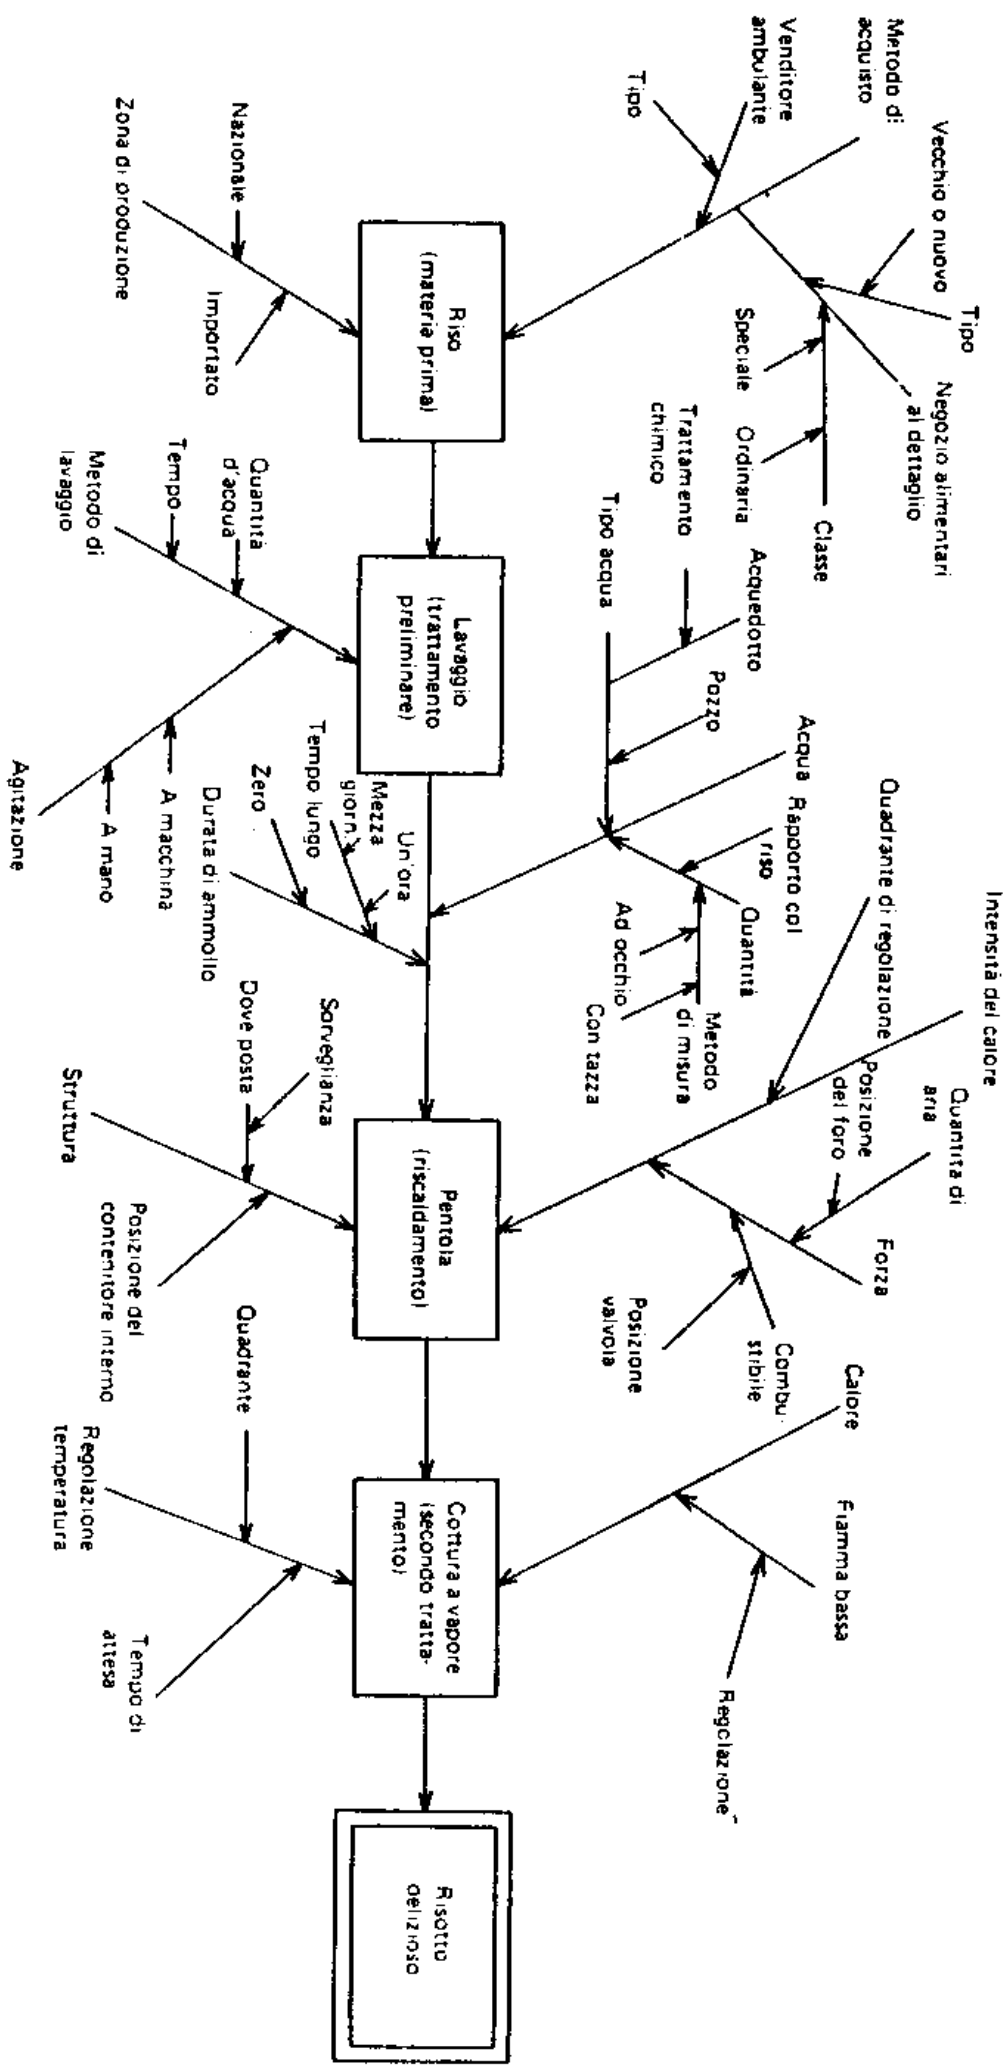 Metodo di
acquisto
Venditore
ambulante
Tipo
Vecchio o nuovo
Tipo
Negozio alimentari
al dettaglio
Classe
Speciale
Ordinaria
Zona di produzione
Nazionale
Importato
Riso
(materia prima)
Metodo di
lavaggio
Tempo
Quantità
d'acqua
Agitazione
A mano
A macchina
Lavaggio
(trattamento
preliminare)
Trattamento
chimico
Tipo acqua
Acquedotto
Pozzo
Acqua
Rapporto col
riso
Quantità
Metodo
di misura
Ad occhio
Con tazza
Durata di ammollo
Zero
Tempo lungo
Mezza
giorn.
Un'ora
Intensità del calore
Quadrante di regolazione
Quantità di
aria
Posizione
del foro
Forza
Combu-
stibile
Posizione
valvola
Struttura
Dove posta
Sorveglianza
Posizione del
contenitore interno
Pentola
(riscaldamento)
Calore
Fiamma bassa
Regolazione
Quadrante
Regolazione
temperatura
Tempo di
attesa
Cottura a vapore
(secondo tratta-
mento)
Risotto
delizioso